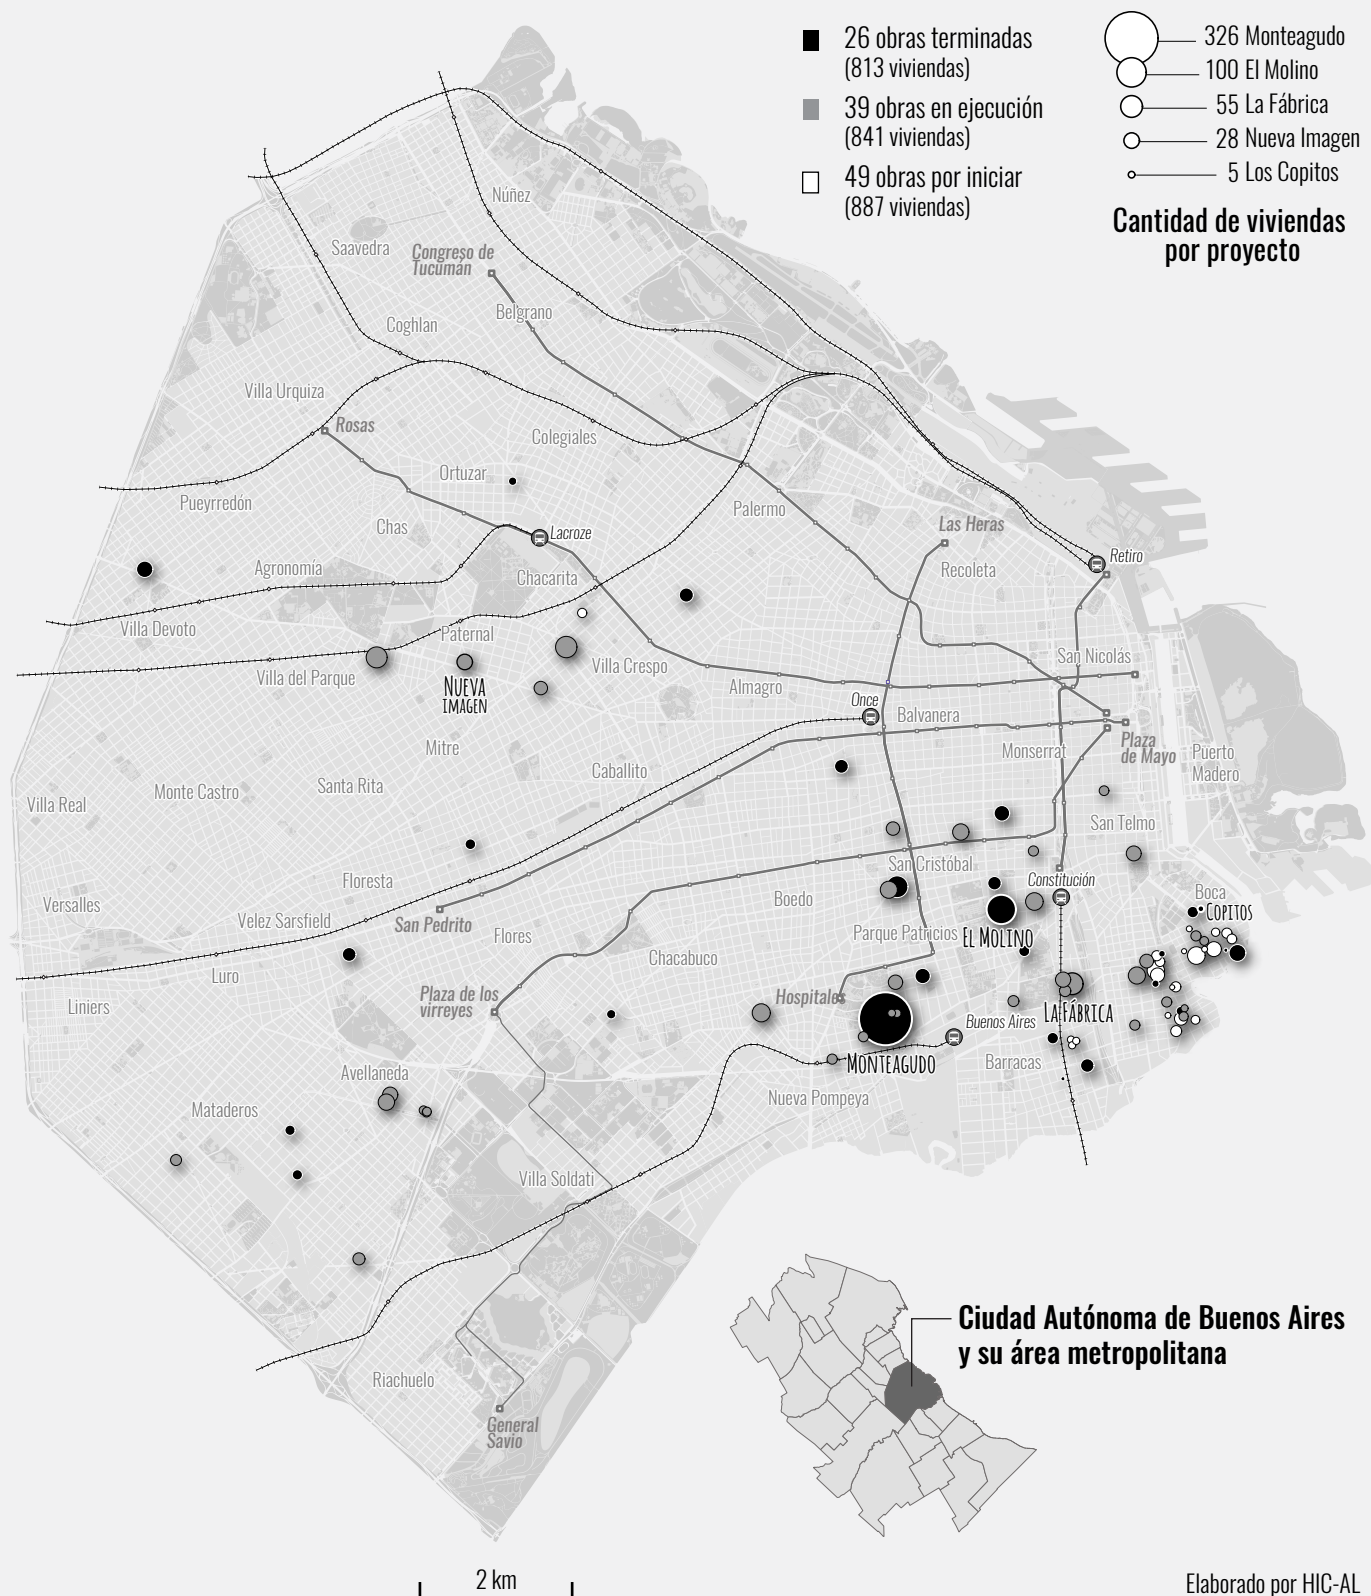 26 obras terminadas
(813 viviendas)
39 obras en ejecución
(841 viviendas)
49 obras por iniciar
(887 viviendas)
326 Monteagudo
100 El Molino
55 La Fábrica
28 Nueva Imagen
5 Los Copitos
Cantidad de viviendas
por proyecto
Núñez
Saavedra
Congreso de
Tucumán
Belgrano
Coghlan
Villa Urquiza
Rosas
Colegiales
Ortuzar
Pueyrredón
Chas
Palermo
Las Heras
Lacroze
Retiro
Agronomía
Chacarita
Recoleta
Villa Devoto
Paternal
San Nicolás
Villa Crespo
Villa del Parque
Almagro
NUEVA
IMAGEN
Once
Balvanera
Mitre
Monserrat
Plaza
de Mayo
Puerto
Madero
Caballito
Santa Rita
Monte Castro
Villa Real
San Telmo
San Cristóbal
Floresta
Constitución
Boca
Versalles
Boedo
COPITOS
Velez Sarsfield
San Pedrito
Flores
Parque Patricios
EL MOLINO
Chacabuco
Luro
Liniers
Plaza de los
virreyes
Hospitales
LA FÁBRICA
Buenos Aires
Barracas
MONTEAGUDO
Avellaneda
Nueva Pompeya
Mataderos
Villa Soldati
Riachuelo
General
Savio
Ciudad Autónoma de Buenos Aires
y su área metropolitana
2 km
Elaborado por HIC-AL